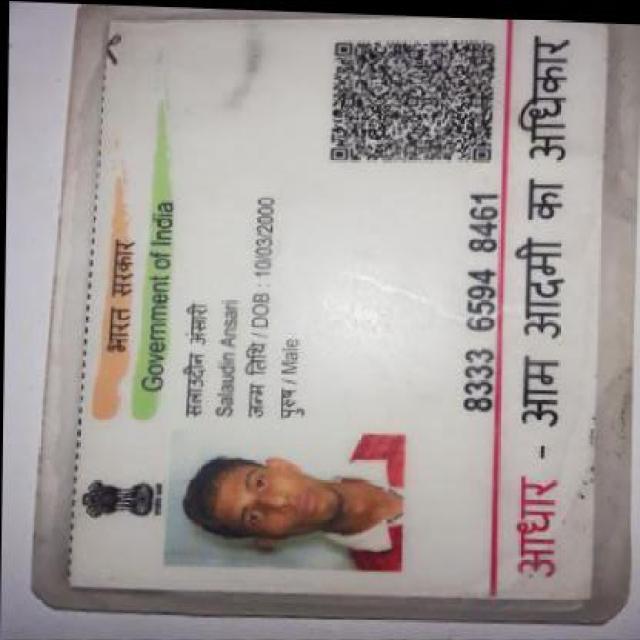 भारत सरकार
Government of India
सलाउदीन अंसारी
Salaudin Ansari
जन्म तिथि / DOB : 10/03/2000
पुरुष / Male
8333 6594 8461
आधार - आम आदमी का अधिकार